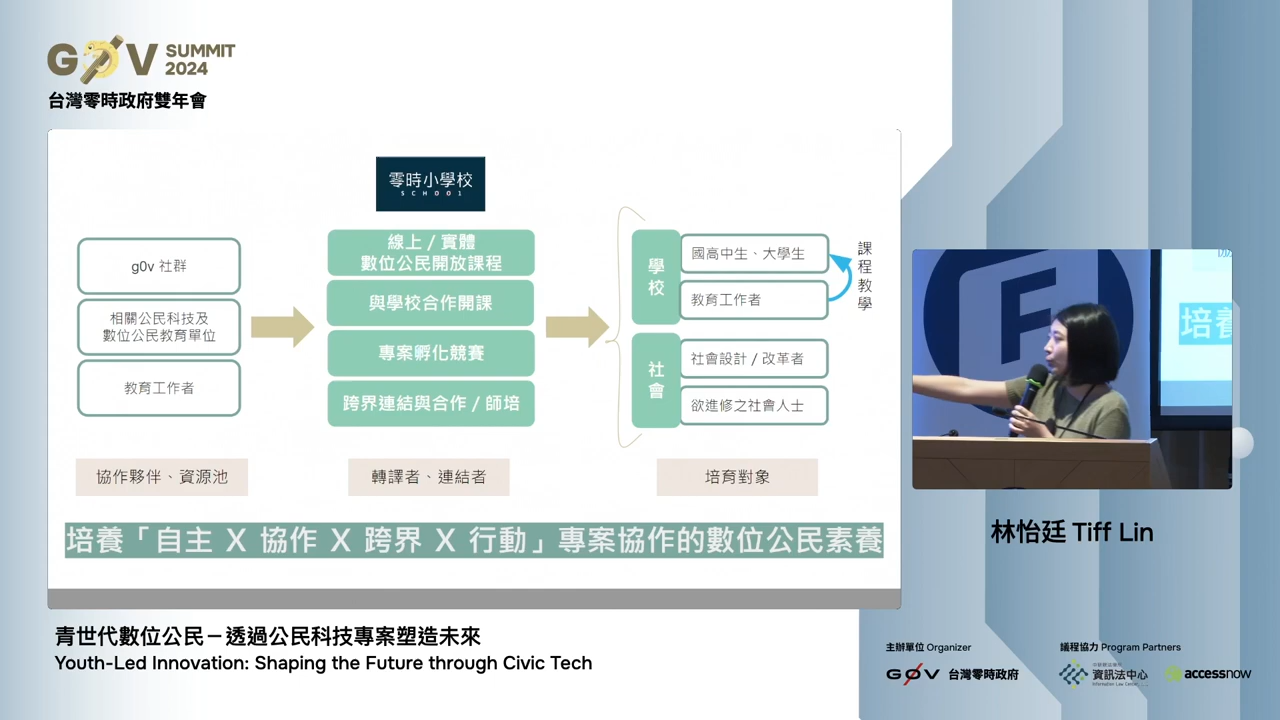 G0V SUMMIT 2024
台灣零時政府雙年會
零時小學校
SCHOO1
g0v 社群
相關公民科技及
數位公民教育單位
教育工作者
協作夥伴、資源池
線上 / 實體
數位公民開放課程
與學校合作開課
專案孵化競賽
跨界連結與合作 / 師培
轉譯者、連結者
學校
國高中生、大學生
教育工作者
課程教學
社會
社會設計 / 改革者
欲進修之社會人士
培育對象
培養「自主 X 協作 X 跨界 X 行動」專案協作的數位公民素養
F
培養
林怡廷 Tiff Lin
青世代數位公民－透過公民科技專案塑造未來
Youth-Led Innovation: Shaping the Future through Civic Tech
主辦單位 Organizer
G0V 台灣零時政府
議程協力 Program Partners
資訊法中心
Information Law Center
accessnow